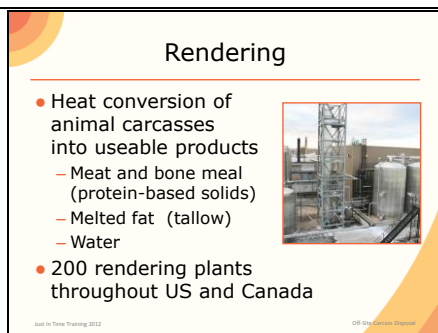 Rendering
● Heat conversion of
animal carcasses
into useable products
– Meat and bone meal
(protein-based solids)
– Melted fat (tallow)
– Water
● 200 rendering plants
throughout US and Canada
Just In Time Training 2012
Off-Site Carcass Disposal